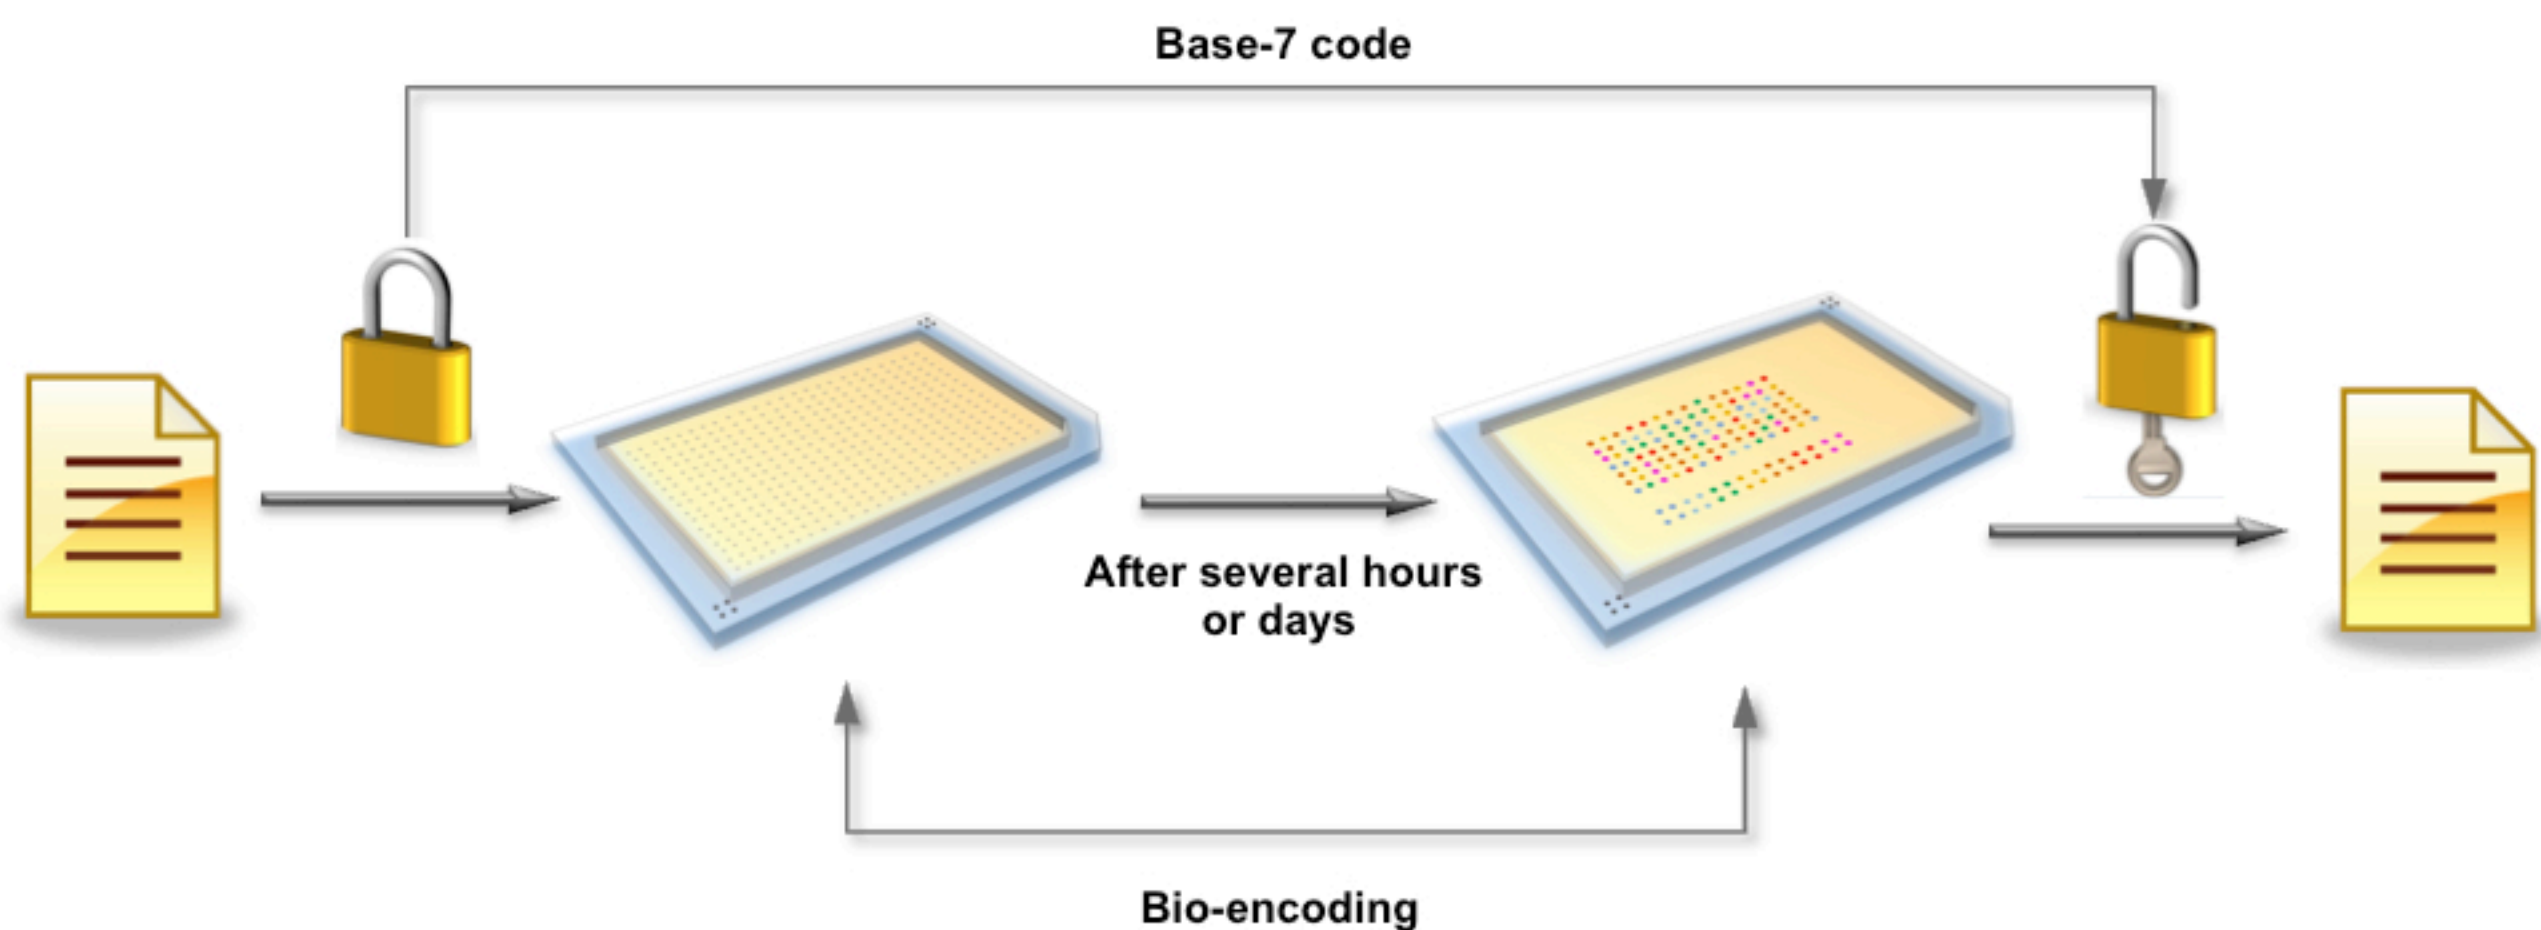 Base-7 code
After several hours
or days
Bio-encoding